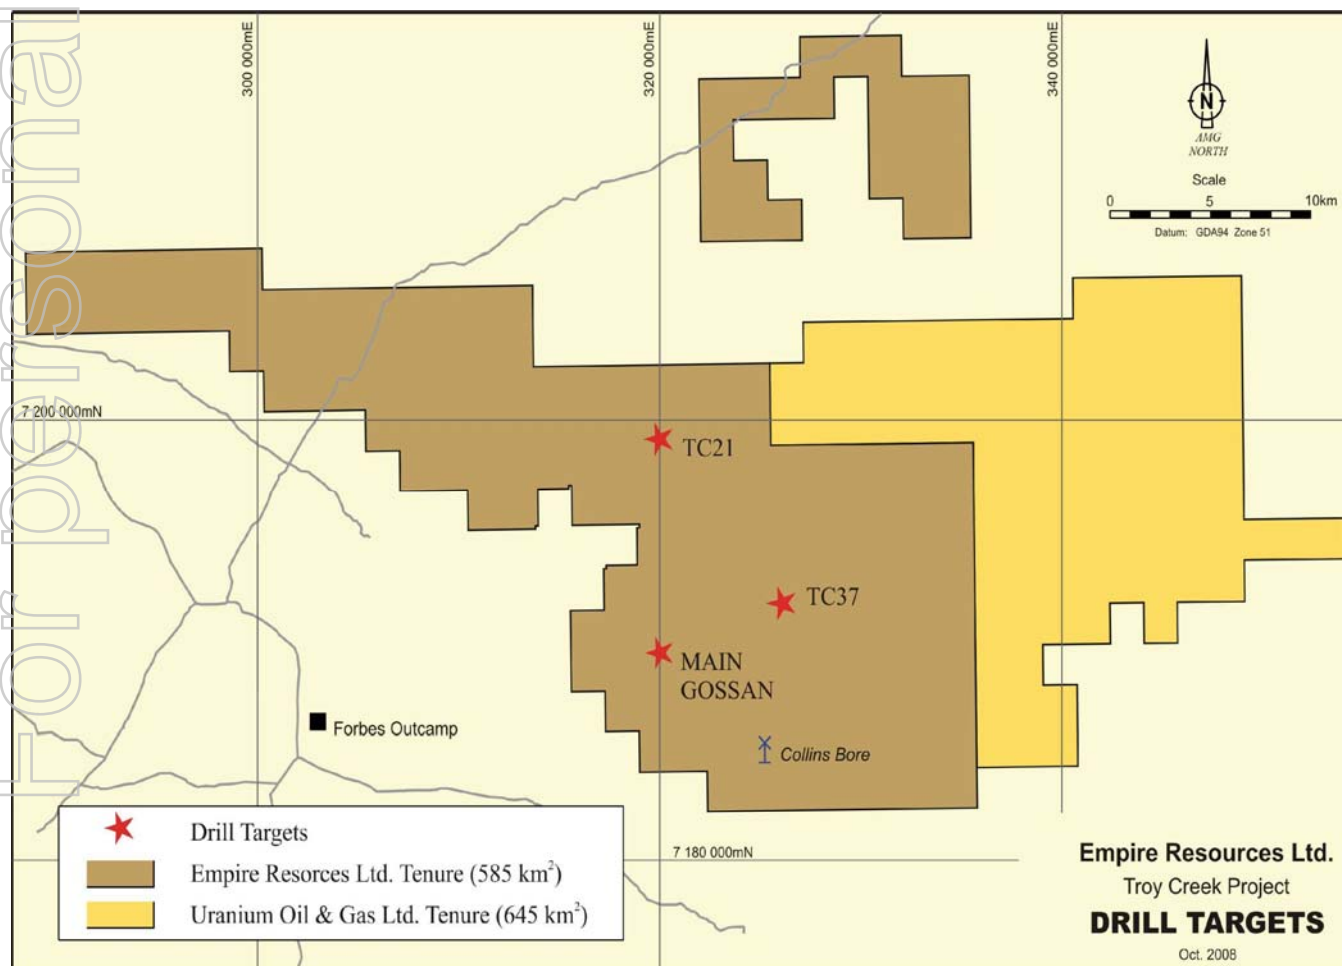 For personal
300 000mE
320 000mE
340 000mE
N
AMG
NORTH
Scale
0 5 10km
Datum: GDA94 Zone 51
7 200 000mN
TC21
TC37
MAIN
GOSSAN
Forbes Outcamp
Collins Bore
7 180 000mN
Drill Targets
Empire Resorces Ltd. Tenure (585 km²)
Uranium Oil & Gas Ltd. Tenure (645 km²)
Empire Resources Ltd.
Troy Creek Project
DRILL TARGETS
Oct. 2008